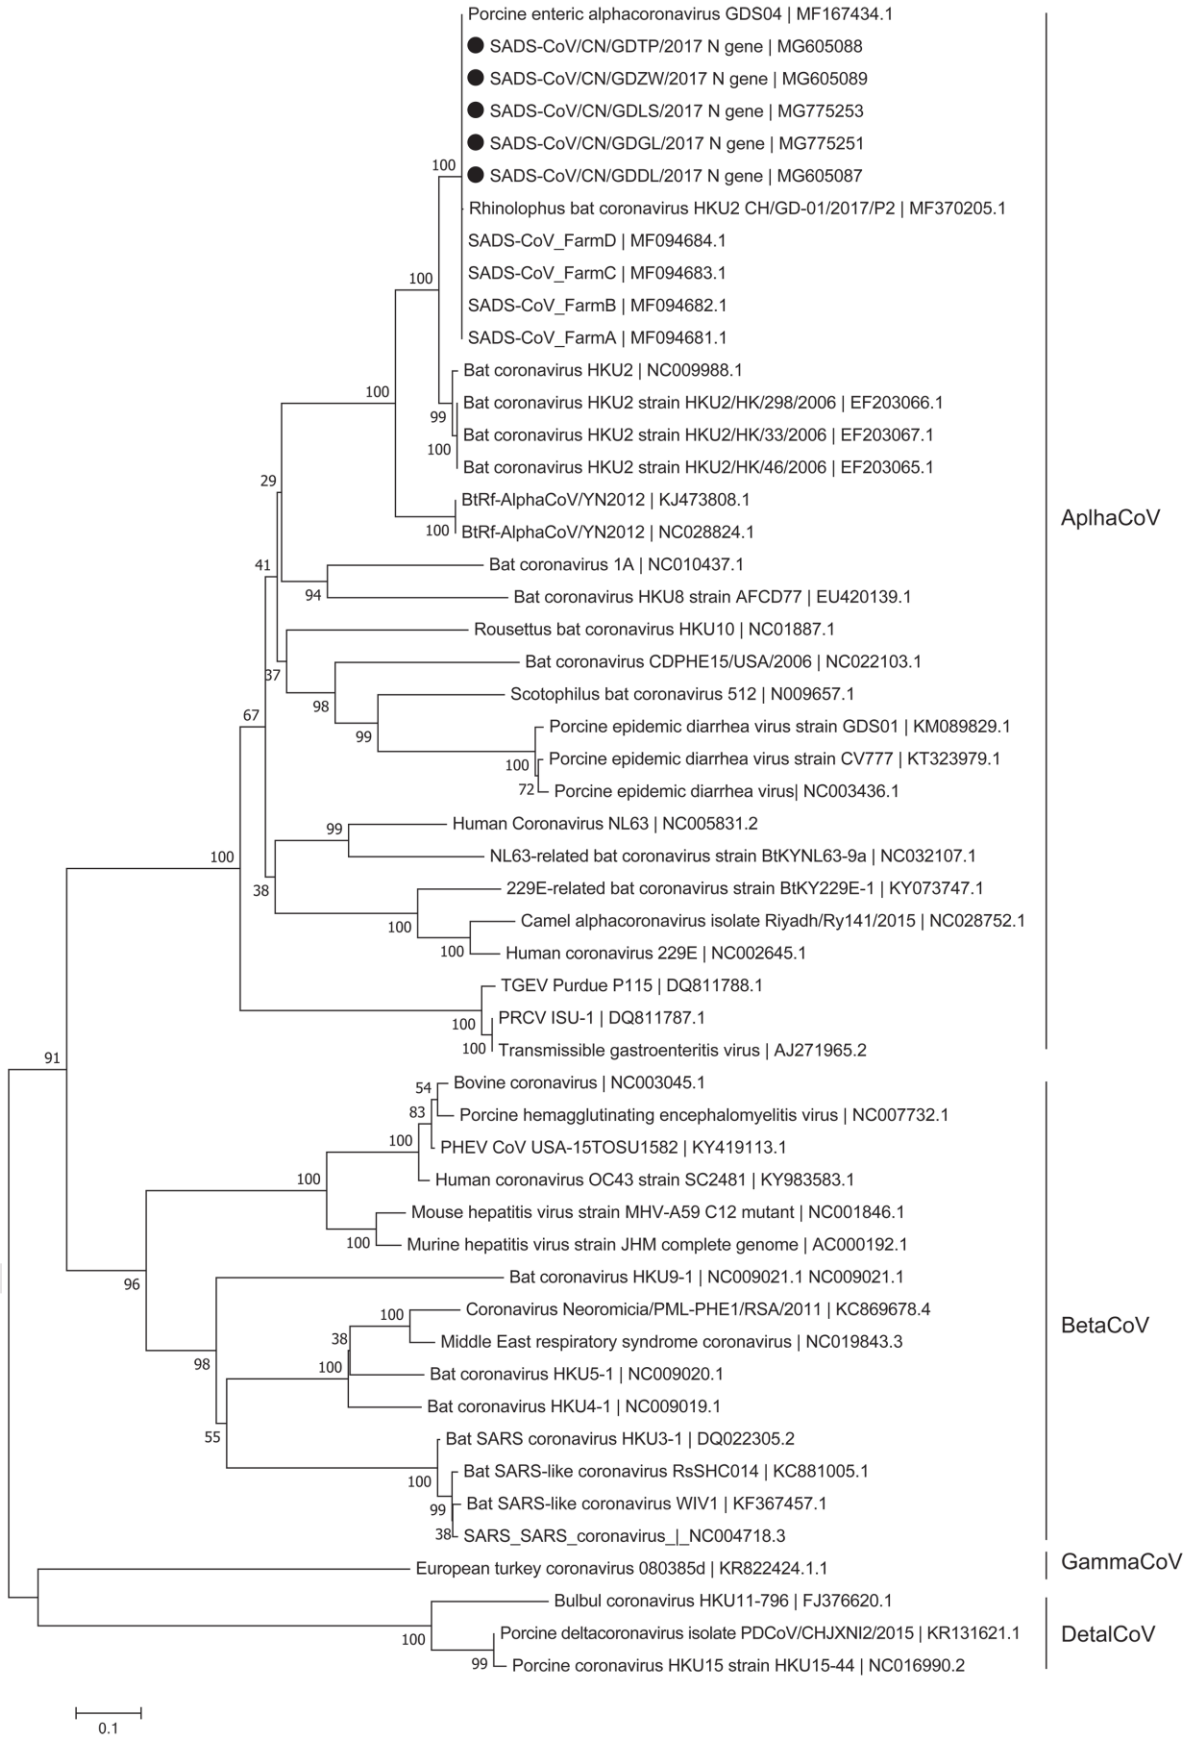 Porcine enteric alphacoronavirus GDS04 | MF167434.1
SADS-CoV/CN/GDTP/2017 N gene | MG605088
SADS-CoV/CN/GDZW/2017 N gene | MG605089
SADS-CoV/CN/GDLS/2017 N gene | MG775253
SADS-CoV/CN/GDGL/2017 N gene | MG775251
100
SADS-CoV/CN/GDDL/2017 N gene | MG605087
Rhinolophus bat coronavirus HKU2 CH/GD-01/2017/P2 | MF370205.1
SADS-CoV_FarmD | MF094684.1
100
SADS-CoV_FarmC | MF094683.1
SADS-CoV_FarmB | MF094682.1
SADS-CoV_FarmA | MF094681.1
Bat coronavirus HKU2 | NC009988.1
100
Bat coronavirus HKU2 strain HKU2/HK/298/2006 | EF203066.1
99
Bat coronavirus HKU2 strain HKU2/HK/33/2006 | EF203067.1
100
Bat coronavirus HKU2 strain HKU2/HK/46/2006 | EF203065.1
29
BtRf-AlphaCoV/YN2012 | KJ473808.1
AplhaCoV
100
BtRf-AlphaCoV/YN2012 | NC028824.1
41
Bat coronavirus 1A | NC010437.1
94
Bat coronavirus HKU8 strain AFCD77 | EU420139.1
Rousettus bat coronavirus HKU10 | NC01887.1
37
Bat coronavirus CDPHE15/USA/2006 | NC022103.1
98
Scotophilus bat coronavirus 512 | N009657.1
67
Porcine epidemic diarrhea virus strain GDS01 | KM089829.1
99
100
Porcine epidemic diarrhea virus strain CV777 | KT323979.1
72
Porcine epidemic diarrhea virus| NC003436.1
99
Human Coronavirus NL63 | NC005831.2
100
NL63-related bat coronavirus strain BtKYNL63-9a | NC032107.1
38
229E-related bat coronavirus strain BtKY229E-1 | KY073747.1
100
Camel alphacoronavirus isolate Riyadh/Ry141/2015 | NC028752.1
100
Human coronavirus 229E | NC002645.1
TGEV Purdue P115 | DQ811788.1
100
PRCV ISU-1 | DQ811787.1
100
Transmissible gastroenteritis virus | AJ271965.2
91
54
Bovine coronavirus | NC003045.1
83
Porcine hemagglutinating encephalomyelitis virus | NC007732.1
100
PHEV CoV USA-15TOSU1582 | KY419113.1
100
Human coronavirus OC43 strain SC2481 | KY983583.1
Mouse hepatitis virus strain MHV-A59 C12 mutant | NC001846.1
100
Murine hepatitis virus strain JHM complete genome | AC000192.1
96
Bat coronavirus HKU9-1 | NC009021.1 NC009021.1
100
Coronavirus Neoromicia/PML-PHE1/RSA/2011 | KC869678.4
BetaCoV
38
Middle East respiratory syndrome coronavirus | NC019843.3
98
100
Bat coronavirus HKU5-1 | NC009020.1
Bat coronavirus HKU4-1 | NC009019.1
55
Bat SARS coronavirus HKU3-1 | DQ022305.2
100
Bat SARS-like coronavirus RsSHC014 | KC881005.1
99
Bat SARS-like coronavirus WIV1 | KF367457.1
38
SARS_SARS_coronavirus_|_NC004718.3
European turkey coronavirus 080385d | KR822424.1.1
GammaCoV
Bulbul coronavirus HKU11-796 | FJ376620.1
100
Porcine deltacoronavirus isolate PDCoV/CHJXNI2/2015 | KR131621.1
DetalCoV
99
Porcine coronavirus HKU15 strain HKU15-44 | NC016990.2
0.1